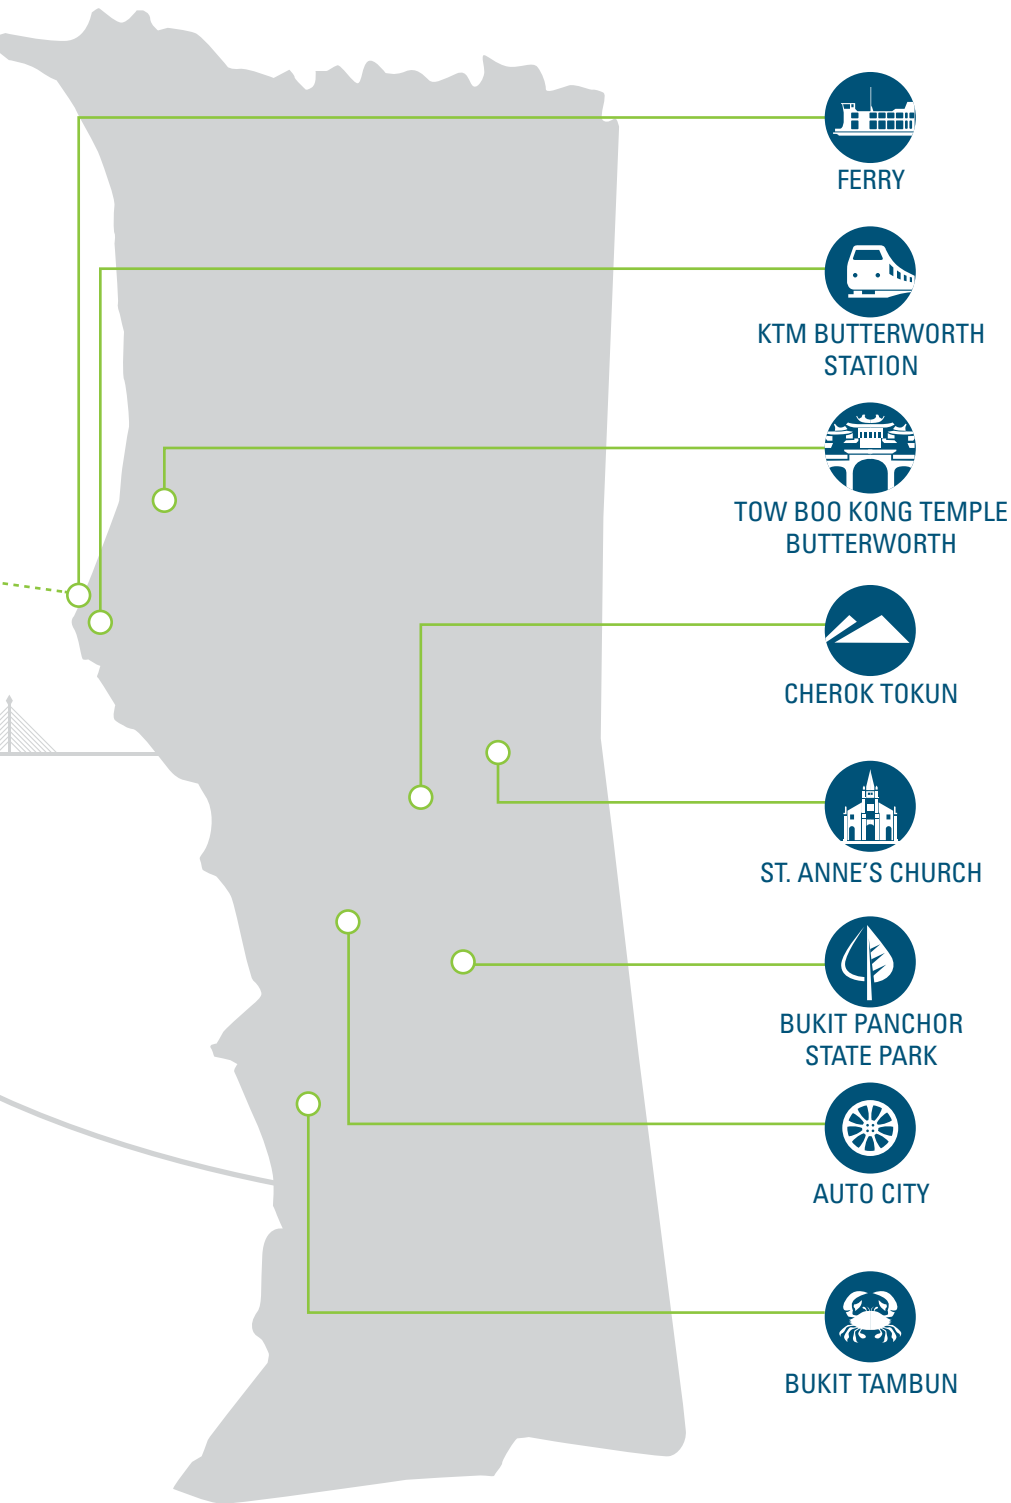 FERRY
KTM BUTTERWORTH
STATION
TOW BOO KONG TEMPLE
BUTTERWORTH
CHEROK TOKUN
ST. ANNE’S CHURCH
BUKIT PANCHOR
STATE PARK
AUTO CITY
BUKIT TAMBUN